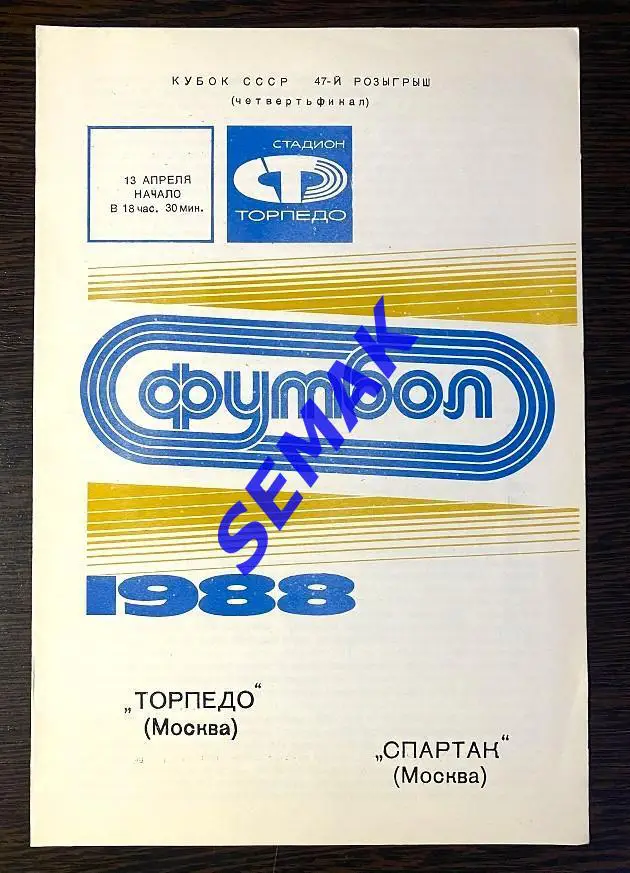 КУБОК СССР 47-Й РОЗЫГРЫШ
(четвертьфинал)
13 АПРЕЛЯ
НАЧАЛО
В 18 час. 30 мин.
СТАДИОН
ТОРПЕДО
футбол
SEMAK
1988
„ТОРПЕДО“
(Москва)
„СПАРТАК“
(Москва)